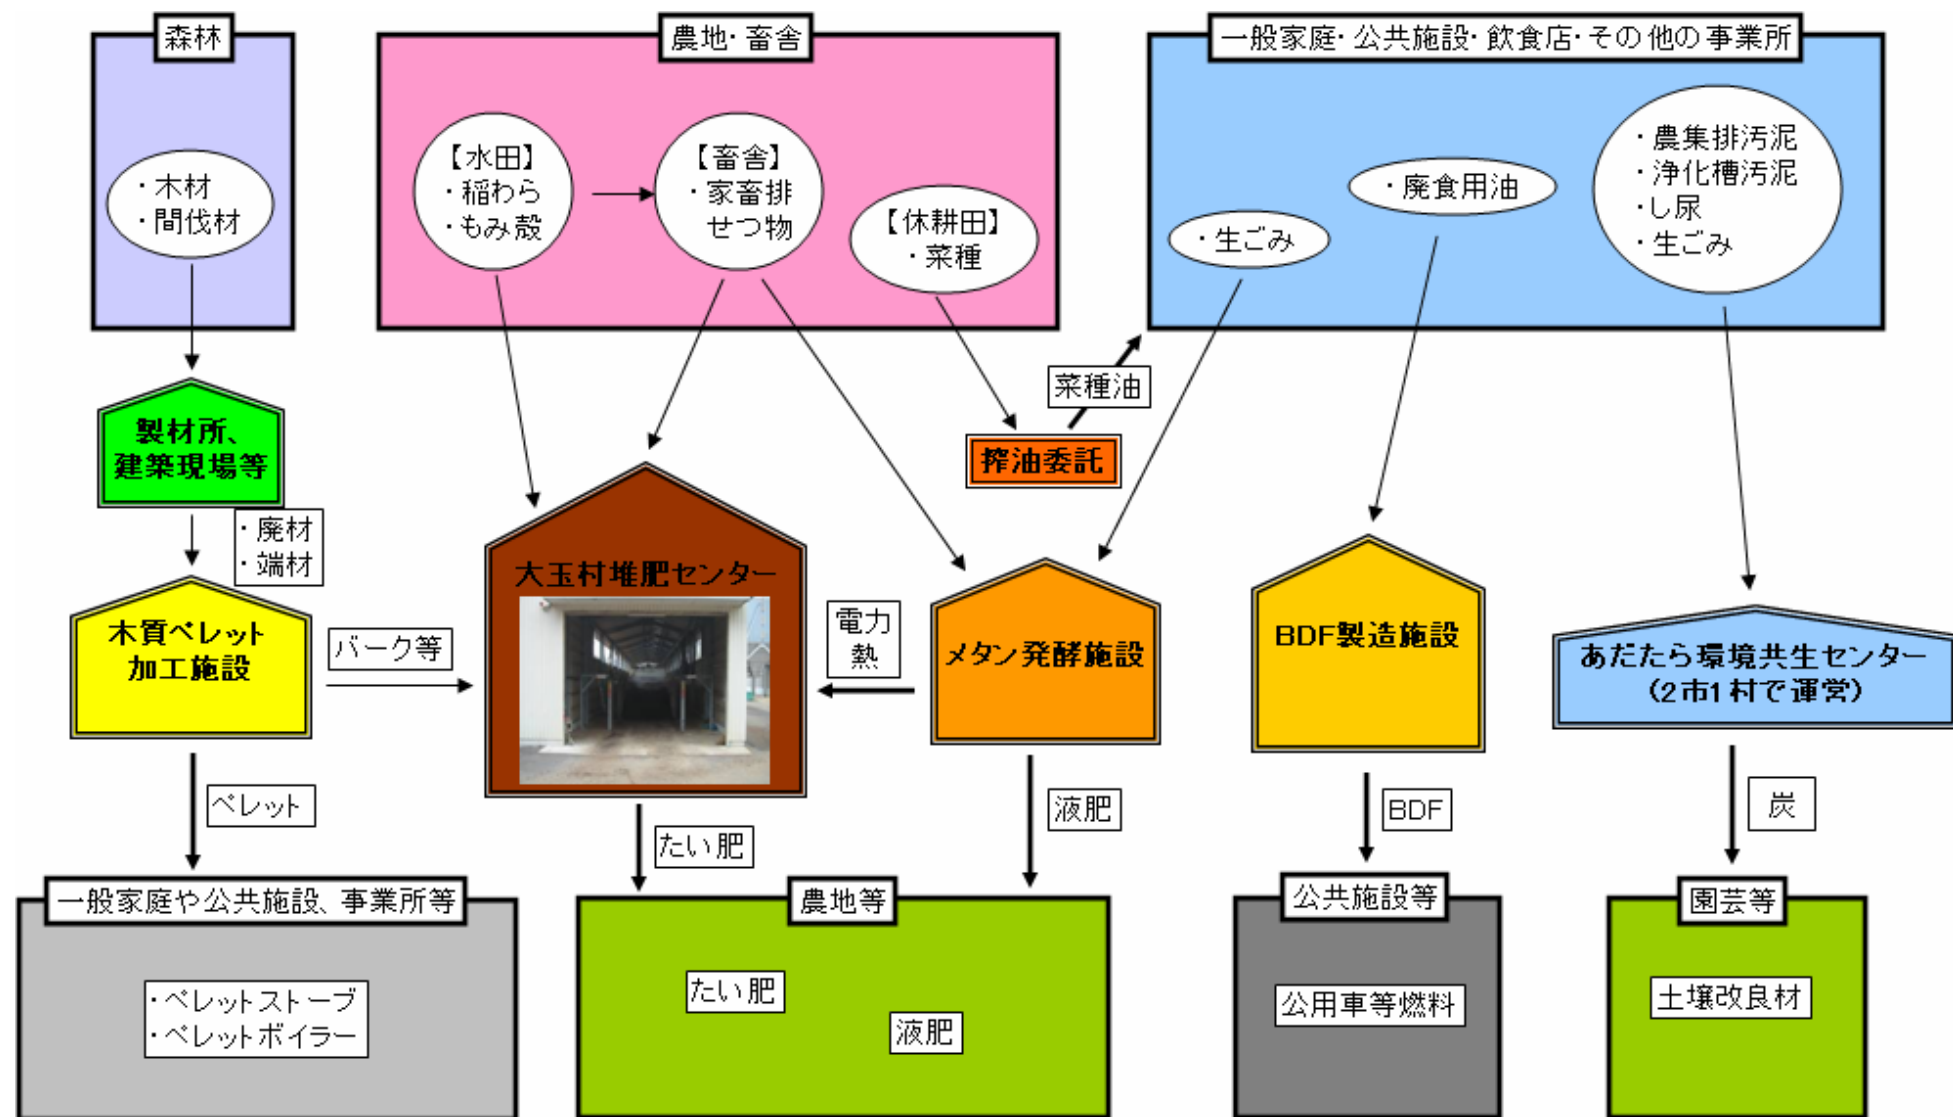 森林
農地・畜舎
一般家庭・公共施設・飲食店・その他の事業所
・木材
・間伐材
【水田】
・稲わら
・もみ殻
【畜舎】
・家畜排
せつ物
【休耕田】
・菜種
・生ごみ
・廃食用油
・農集排汚泥
・浄化槽汚泥
・し尿
・生ごみ
製材所、
建築現場等
菜種油
搾油委託
・廃材
・端材
木質ペレット
加工施設
バーク等
大玉村堆肥センター
電力
熱
メタン発酵施設
BDF製造施設
あだたら環境共生センター
(2市1村で運営)
ペレット
たい肥
液肥
BDF
炭
一般家庭や公共施設、事業所等
農地等
公共施設等
園芸等
・ペレットストーブ
・ペレットボイラー
たい肥
液肥
公用車等燃料
土壌改良材